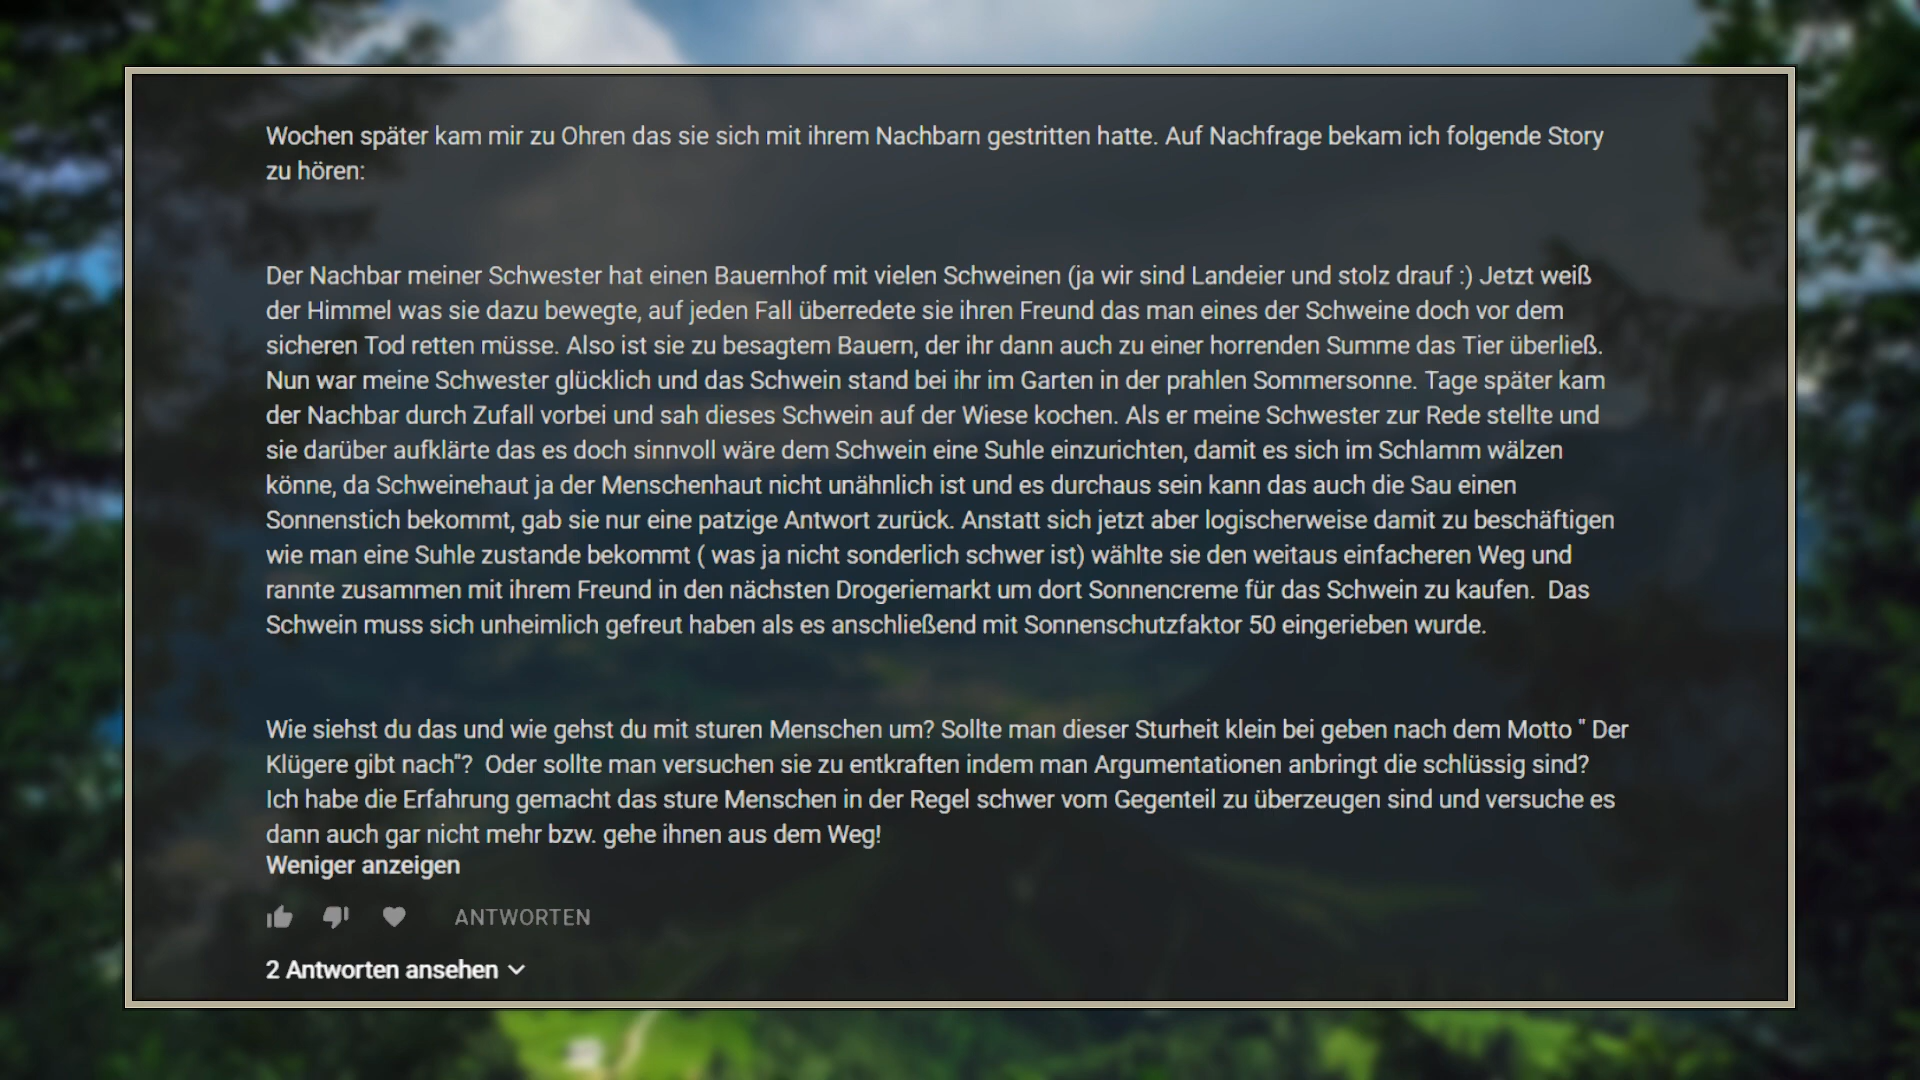 Wochen später kam mir zu Ohren das sie sich mit ihrem Nachbarn gestritten hatte. Auf Nachfrage bekam ich folgende Story
zu hören:
Der Nachbar meiner Schwester hat einen Bauernhof mit vielen Schweinen (ja wir sind Landeier und stolz drauf :) Jetzt weiß
der Himmel was sie dazu bewegte, auf jeden Fall überredete sie ihren Freund das man eines der Schweine doch vor dem
sicheren Tod retten müsse. Also ist sie zu besagtem Bauern, der ihr dann auch zu einer horrenden Summe das Tier überließ.
Nun war meine Schwester glücklich und das Schwein stand bei ihr im Garten in der prahlen Sommersonne. Tage später kam
der Nachbar durch Zufall vorbei und sah dieses Schwein auf der Wiese kochen. Als er meine Schwester zur Rede stellte und
sie darüber aufklärte das es doch sinnvoll wäre dem Schwein eine Suhle einzurichten, damit es sich im Schlamm wälzen
könne, da Schweinehaut ja der Menschenhaut nicht unähnlich ist und es durchaus sein kann das auch die Sau einen
Sonnenstich bekommt, gab sie nur eine patzige Antwort zurück. Anstatt sich jetzt aber logischerweise damit zu beschäftigen
wie man eine Suhle zustande bekommt ( was ja nicht sonderlich schwer ist) wählte sie den weitaus einfacheren Weg und
rannte zusammen mit ihrem Freund in den nächsten Drogeriemarkt um dort Sonnencreme für das Schwein zu kaufen.  Das
Schwein muss sich unheimlich gefreut haben als es anschließend mit Sonnenschutzfaktor 50 eingerieben wurde.
Wie siehst du das und wie gehst du mit sturen Menschen um? Sollte man dieser Sturheit klein bei geben nach dem Motto " Der
Klügere gibt nach"?  Oder sollte man versuchen sie zu entkraften indem man Argumentationen anbringt die schlüssig sind?
Ich habe die Erfahrung gemacht das sture Menschen in der Regel schwer vom Gegenteil zu überzeugen sind und versuche es
dann auch gar nicht mehr bzw. gehe ihnen aus dem Weg!
Weniger anzeigen
ANTWORTEN
2 Antworten ansehen